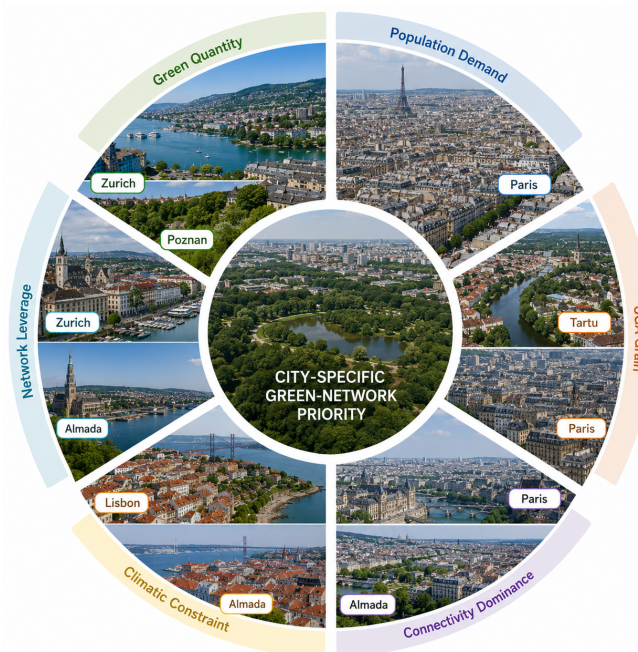 Green Quantity
Population Demand
Zurich
Poznan
Paris
Network Leverage
Zurich
Almada
Tartu
Paris
CITY-SPECIFIC
GREEN-NETWORK
PRIORITY
Lisbon
Almada
Climatic Constraint
Paris
Almada
Connectivity Dominance